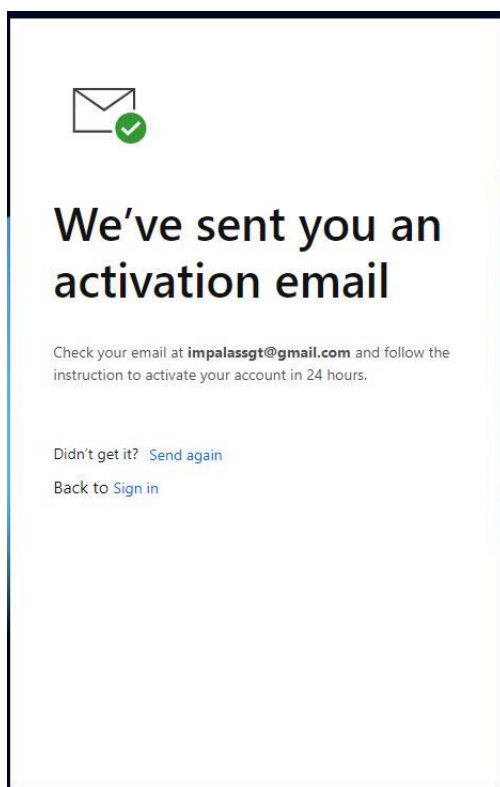 We’ve sent you an
activation email
Check your email at impalassgt@gmail.com and follow the
instruction to activate your account in 24 hours.
Didn’t get it? Send again
Back to Sign in